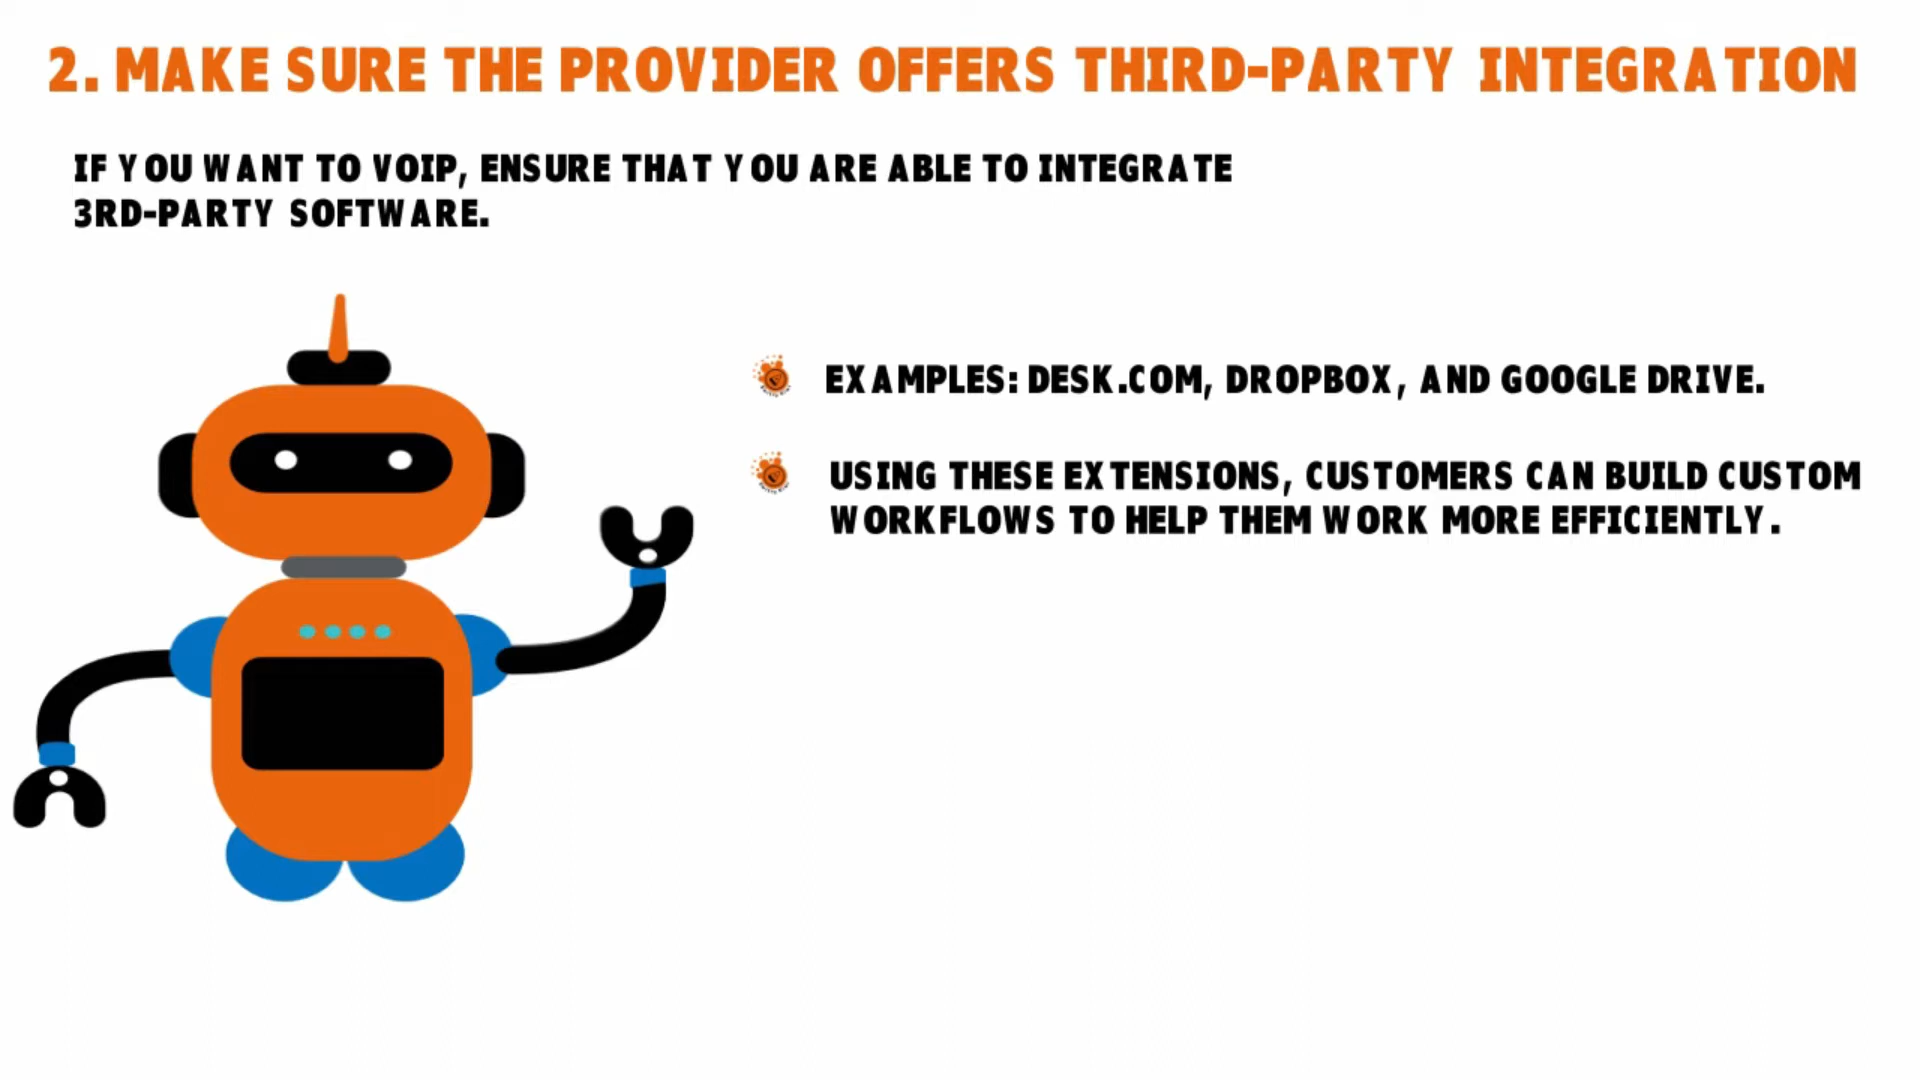 2. MAKE SURE THE PROVIDER OFFERS THIRD-PARTY INTEGRATION
IF YOU WANT TO VOIP, ENSURE THAT YOU ARE ABLE TO INTEGRATE
3RD-PARTY SOFTWARE.
EXAMPLES: DESK.COM, DROPBOX, AND GOOGLE DRIVE.
USING THESE EXTENSIONS, CUSTOMERS CAN BUILD CUSTOM
WORKFLOWS TO HELP THEM WORK MORE EFFICIENTLY.